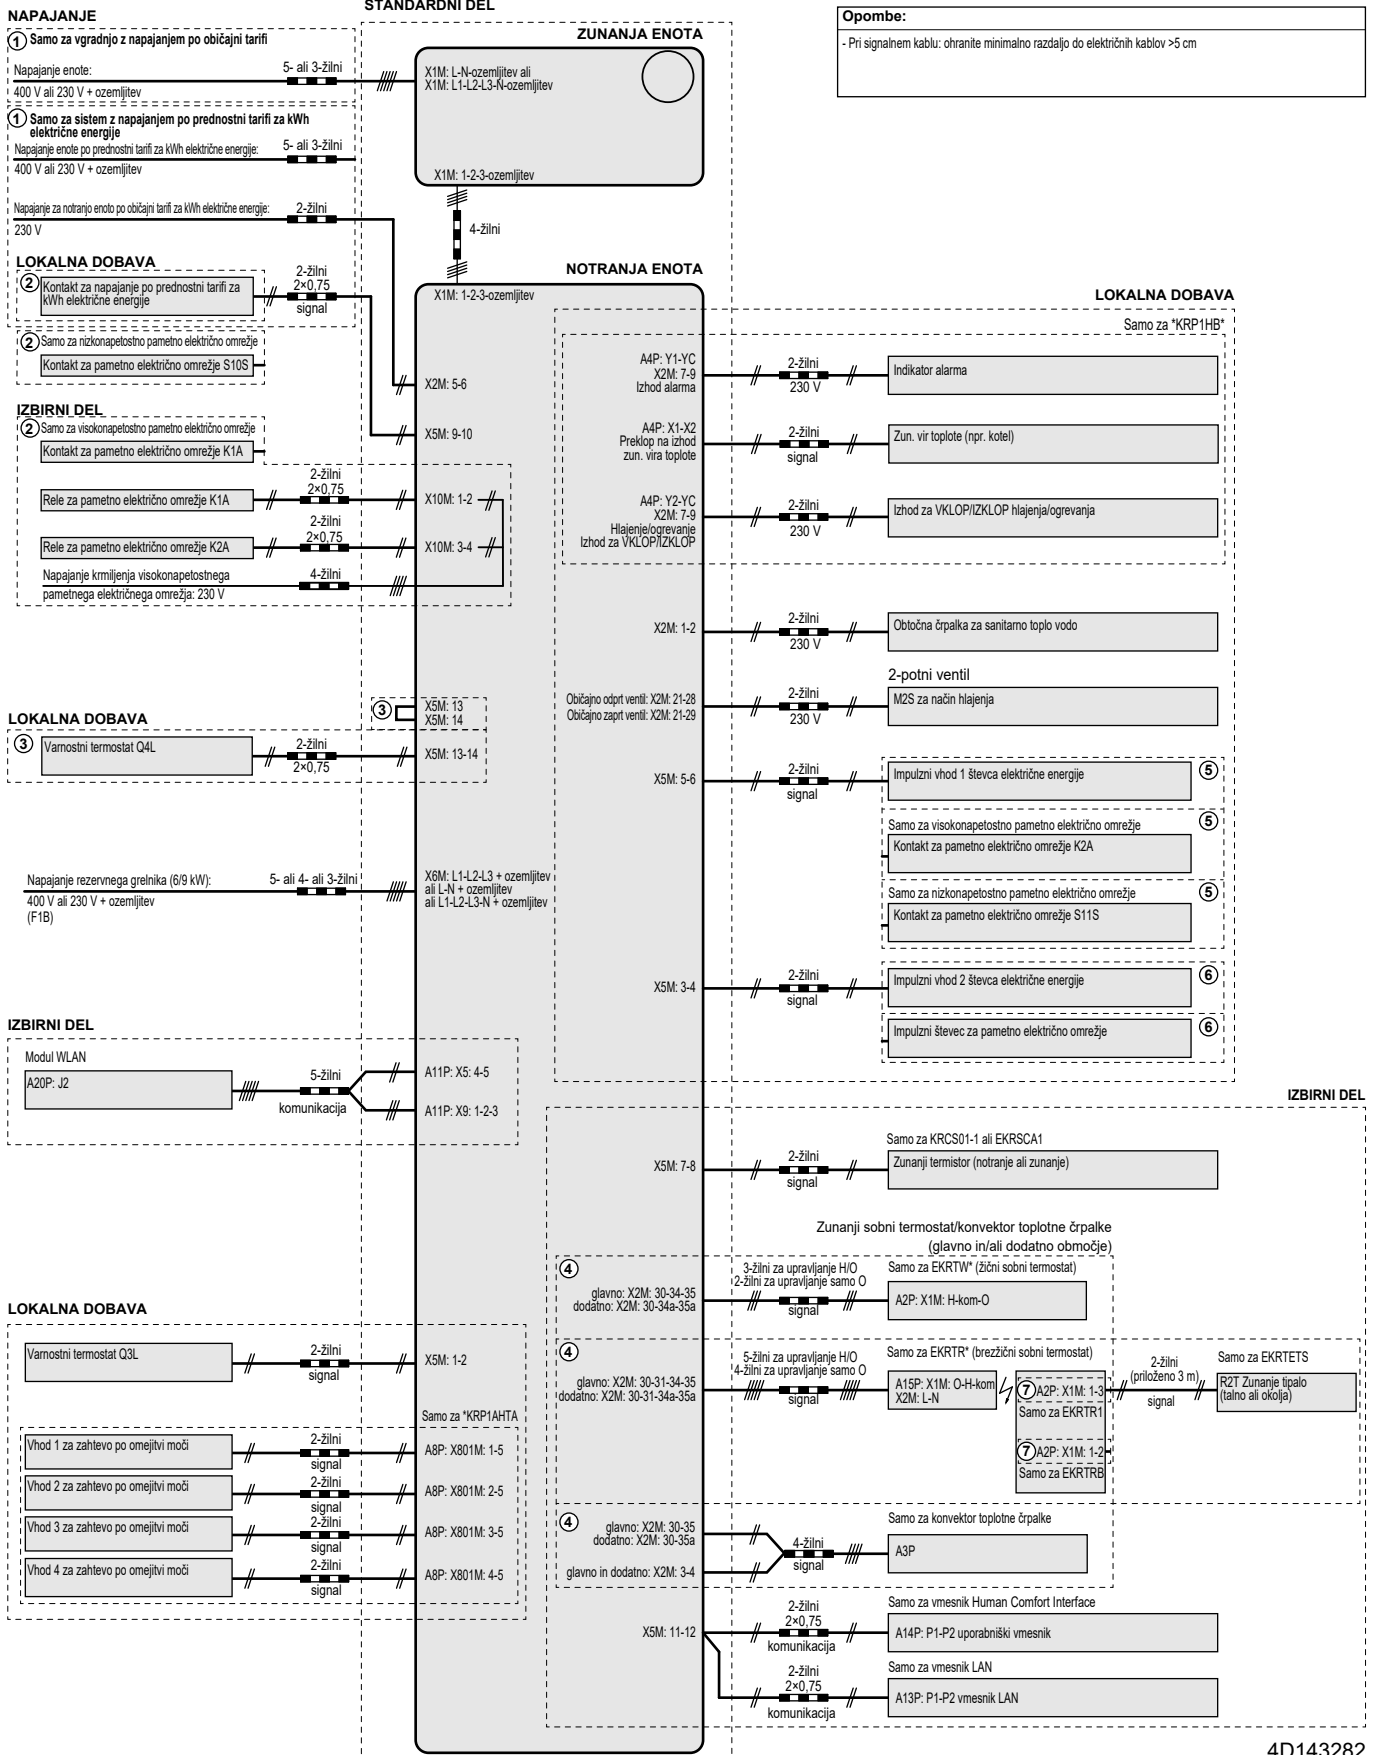 STANDARDNI DEL
NAPAJANJE
1 Samo za vgradnjo z napajanjem po običajni tarifi
Napajanje enote:
5- ali 3-žilni
400 V ali 230 V + ozemljitev
1 Samo za sistem z napajanjem po prednostni tarifi za kWh
električne energije
Napajanje enote po prednostni tarifi za kWh električne energije:
5- ali 3-žilni
400 V ali 230 V + ozemljitev
Napajanje za notranjo enoto po običajni tarifi za kWh električne energije:
2-žilni
230 V
LOKALNA DOBAVA
2 Kontakt za napajanje po prednostni tarifi za
kWh električne energije
2-žilni
2×0,75
signal
2 Samo za nizkonapetostno pametno električno omrežje
Kontakt za pametno električno omrežje S10S
IZBIRNI DEL
2 Samo za visokonapetostno pametno električno omrežje
Kontakt za pametno električno omrežje K1A
Rele za pametno električno omrežje K1A
2-žilni
2×0,75
Rele za pametno električno omrežje K2A
2-žilni
2×0,75
Napajanje krmiljenja visokonapetostnega
pametnega električnega omrežja: 230 V
4-žilni
LOKALNA DOBAVA
3
Varnostni termostat Q4L
2-žilni
2×0,75
Napajanje rezervnega grelnika (6/9 kW):
5- ali 4- ali 3-žilni
400 V ali 230 V + ozemljitev
(F1B)
IZBIRNI DEL
Modul WLAN
A20P: J2
5-žilni
komunikacija
LOKALNA DOBAVA
Varnostni termostat Q3L
2-žilni
signal
Vhod 1 za zahtevo po omejitvi moči
2-žilni
signal
Vhod 2 za zahtevo po omejitvi moči
2-žilni
signal
Vhod 3 za zahtevo po omejitvi moči
2-žilni
signal
Vhod 4 za zahtevo po omejitvi moči
2-žilni
signal
ZUNANJA ENOTA
X1M: L-N-ozemljitev ali
X1M: L1-L2-L3-N-ozemljitev
X1M: 1-2-3-ozemljitev
4-žilni
NOTRANJA ENOTA
X1M: 1-2-3-ozemljitev
X2M: 5-6
X5M: 9-10
X10M: 1-2
X10M: 3-4
3
X5M: 13
X5M: 14
X5M: 13-14
X6M: L1-L2-L3 + ozemljitev
ali L-N + ozemljitev
ali L1-L2-L3-N + ozemljitev
A11P: X5: 4-5
A11P: X9: 1-2-3
X5M: 1-2
Samo za *KRP1AHTA
A8P: X801M: 1-5
A8P: X801M: 2-5
A8P: X801M: 3-5
A8P: X801M: 4-5
Opombe:
- Pri signalnem kablu: ohranite minimalno razdaljo do električnih kablov >5 cm
LOKALNA DOBAVA
Samo za *KRP1HB*
A4P: Y1-YC
X2M: 7-9
Izhod alarma
2-žilni
230 V
Indikator alarma
A4P: X1-X2
Preklop na izhod
zun. vira toplote
2-žilni
signal
Zun. vir toplote (npr. kotel)
A4P: Y2-YC
X2M: 7-9
Hlajenje/ogrevanje
Izhod za VKLOP/IZKLOP
2-žilni
230 V
Izhod za VKLOP/IZKLOP hlajenja/ogrevanja
X2M: 1-2
2-žilni
230 V
Obtočna črpalka za sanitarno toplo vodo
2-potni ventil
Običajno odprt ventil: X2M: 21-28
Običajno zaprt ventil: X2M: 21-29
2-žilni
230 V
M2S za način hlajenja
X5M: 5-6
2-žilni
signal
Impulzni vhod 1 števca električne energije
5
Samo za visokonapetostno pametno električno omrežje
5
Kontakt za pametno električno omrežje K2A
Samo za nizkonapetostno pametno električno omrežje
5
Kontakt za pametno električno omrežje S11S
X5M: 3-4
2-žilni
signal
Impulzni vhod 2 števca električne energije
6
Impulzni števec za pametno električno omrežje
6
IZBIRNI DEL
Samo za KRCS01-1 ali EKRSCA1
X5M: 7-8
2-žilni
signal
Zunanji termistor (notranje ali zunanje)
Zunanji sobni termostat/konvektor toplotne črpalke
(glavno in/ali dodatno območje)
4
glavno: X2M: 30-34-35
dodatno: X2M: 30-34a-35a
3-žilni za upravljanje H/O
2-žilni za upravljanje samo O
signal
Samo za EKRTW* (žični sobni termostat)
A2P: X1M: H-kom-O
4
glavno: X2M: 30-31-34-35
dodatno: X2M: 30-31-34a-35a
5-žilni za upravljanje H/O
4-žilni za upravljanje samo O
signal
Samo za EKRTR* (brezžični sobni termostat)
A15P: X1M: O-H-kom
X2M: L-N
7 A2P: X1M: 1-3
Samo za EKRTR1
7 A2P: X1M: 1-2
Samo za EKRTRB
2-žilni
(priloženo 3 m)
signal
Samo za EKRTETS
R2T Zunanje tipalo
(talno ali okolja)
4
glavno: X2M: 30-35
dodatno: X2M: 30-35a
glavno in dodatno: X2M: 3-4
4-žilni
signal
Samo za konvektor toplotne črpalke
A3P
X5M: 11-12
2-žilni
2×0,75
komunikacija
Samo za vmesnik Human Comfort Interface
A14P: P1-P2 uporabniški vmesnik
2-žilni
2×0,75
komunikacija
Samo za vmesnik LAN
A13P: P1-P2 vmesnik LAN
4D143282